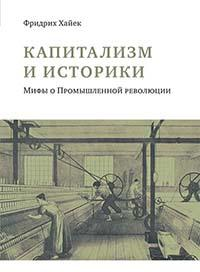 Фридрих Хайек
КАПИТАЛИЗМ
И ИСТОРИКИ
Мифы о Промышленной революции